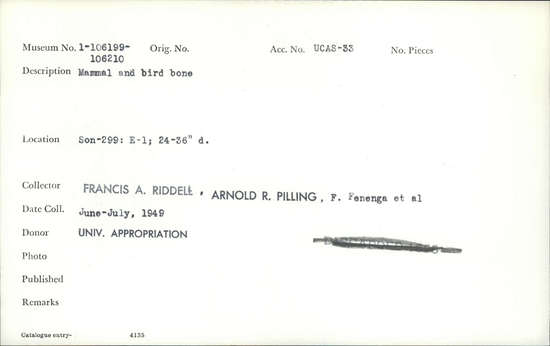 Museum No. 1-106199- Orig. No. Acc. No. UCAS-33 No. Pieces
106210
Description Mammal and bird bone
Location Son-299: E-1; 24-36" d.
Collector FRANCIS A. RIDDELL, ARNOLD R. PILLING, F. Fenenga et al
Date Coll. June-July, 1949
Donor UNIV. APPROPRIATION
Photo
Published
Remarks
Catalogue entry- 4135